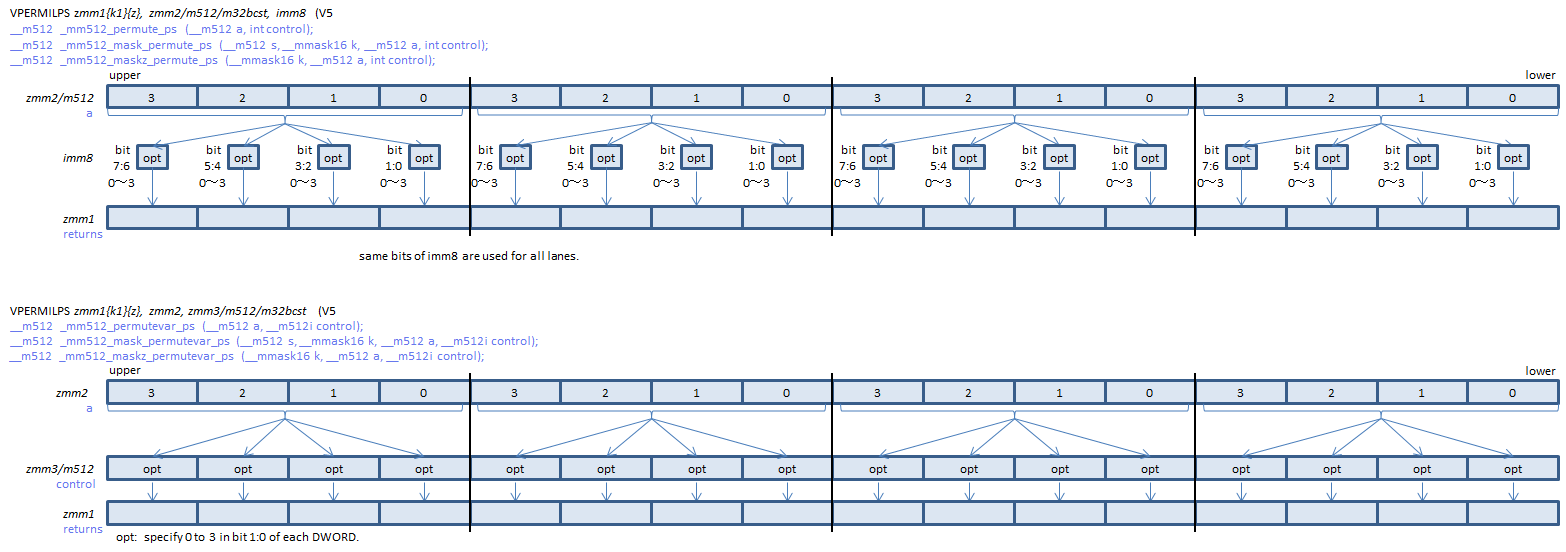 VPERMILPS zmm1{k1}{z}, zmm2/m512/m32bcst, imm8 (V5
__m512 _mm512_permute_ps (__m512 a, int control);
__m512 _mm512_mask_permute_ps (__m512 s, __mmask16 k, __m512 a, int control);
__m512 _mm512_maskz_permute_ps (__mmask16 k, __m512 a, int control);
upper lower
zmm2/m512 3 2 1 0 3 2 1 0 3 2 1 0 3 2 1 0
a
imm8 bit opt bit opt bit opt bit opt bit opt bit opt bit opt bit opt bit opt bit opt bit opt bit opt bit opt bit opt bit opt bit opt
7:6 5:4 3:2 1:0 7:6 5:4 3:2 1:0 7:6 5:4 3:2 1:0 7:6 5:4 3:2 1:0
0～3 0～3 0～3 0～3 0～3 0～3 0～3 0～3 0～3 0～3 0～3 0～3 0～3 0～3 0～3 0～3
zmm1
returns
same bits of imm8 are used for all lanes.
VPERMILPS zmm1{k1}{z}, zmm2, zmm3/m512/m32bcst (V5
__m512 _mm512_permutevar_ps (__m512 a, __m512i control);
__m512 _mm512_mask_permutevar_ps (__m512 s, __mmask16 k, __m512 a, __m512i control);
__m512 _mm512_maskz_permutevar_ps (__mmask16 k, __m512 a, __m512i control);
upper lower
zmm2 3 2 1 0 3 2 1 0 3 2 1 0 3 2 1 0
a
zmm3/m512 opt opt opt opt opt opt opt opt opt opt opt opt opt opt opt opt
control
zmm1
returns
opt: specify 0 to 3 in bit 1:0 of each DWORD.